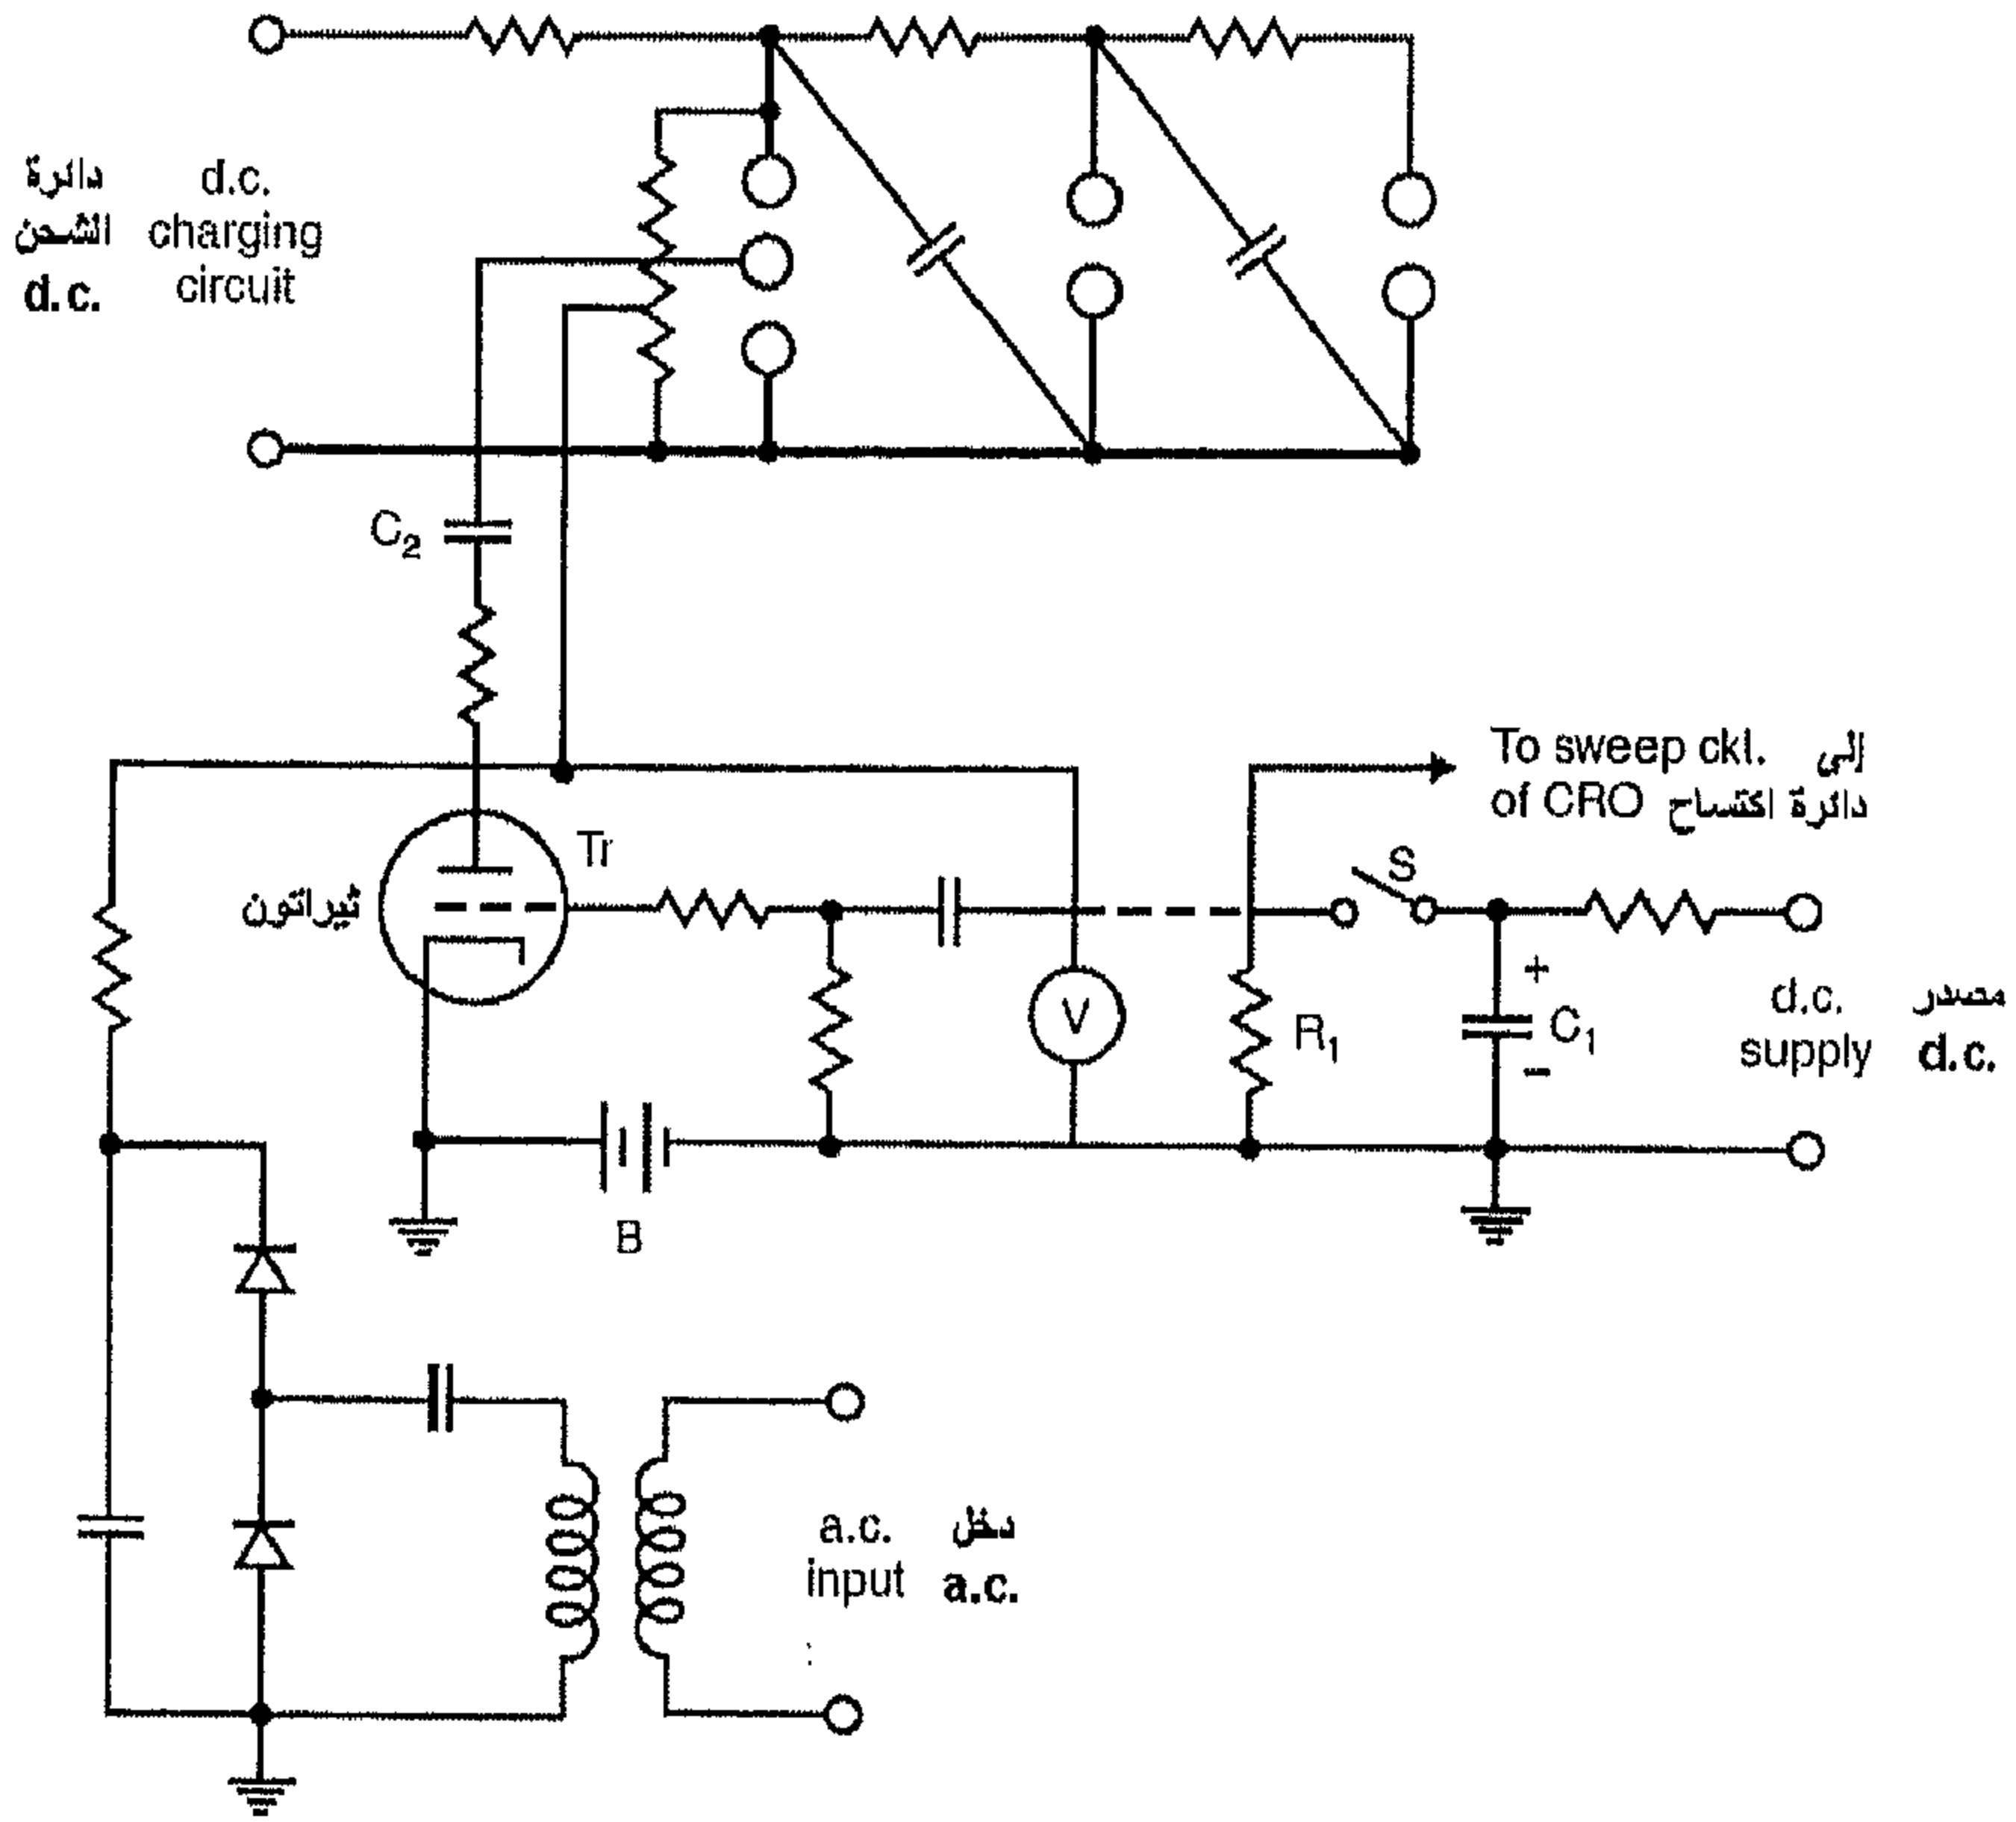 دائرة
الشحن
d.c.
d.c.
charging
circuit
C2
To sweep ckt. إلى
of CRO دائرة اكتساح
Tr
ثيراتون
S
V
R1
+
C1
-
d.c. مصدر
supply d.c.
B
a.c. دخل
input a.c.